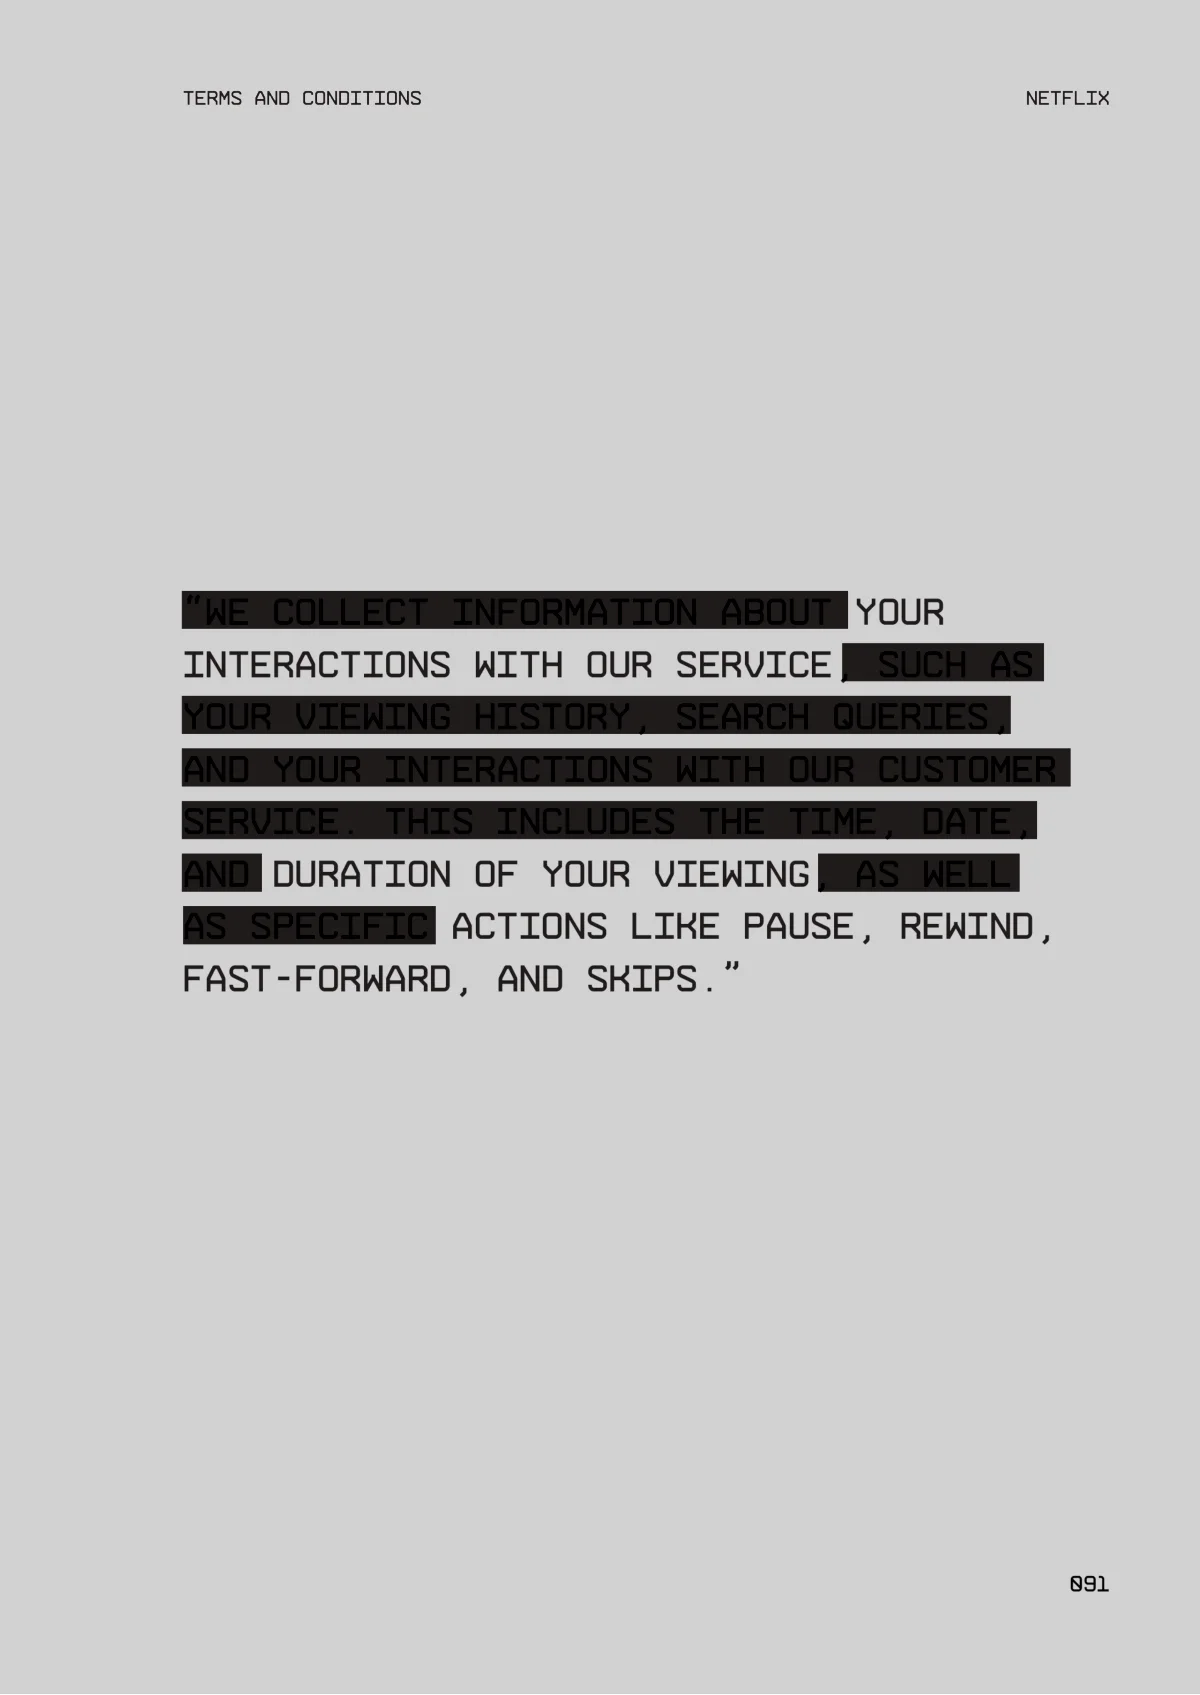 TERMS AND CONDITIONS
NETFLIX
"WE COLLECT INFORMATION ABOUT YOUR
INTERACTIONS WITH OUR SERVICE, SUCH AS
YOUR VIEWING HISTORY, SEARCH QUERIES,
AND YOUR INTERACTIONS WITH OUR CUSTOMER
SERVICE. THIS INCLUDES THE TIME, DATE,
AND DURATION OF YOUR VIEWING, AS WELL
AS SPECIFIC ACTIONS LIKE PAUSE, REWIND,
FAST-FORWARD, AND SKIPS.”
091